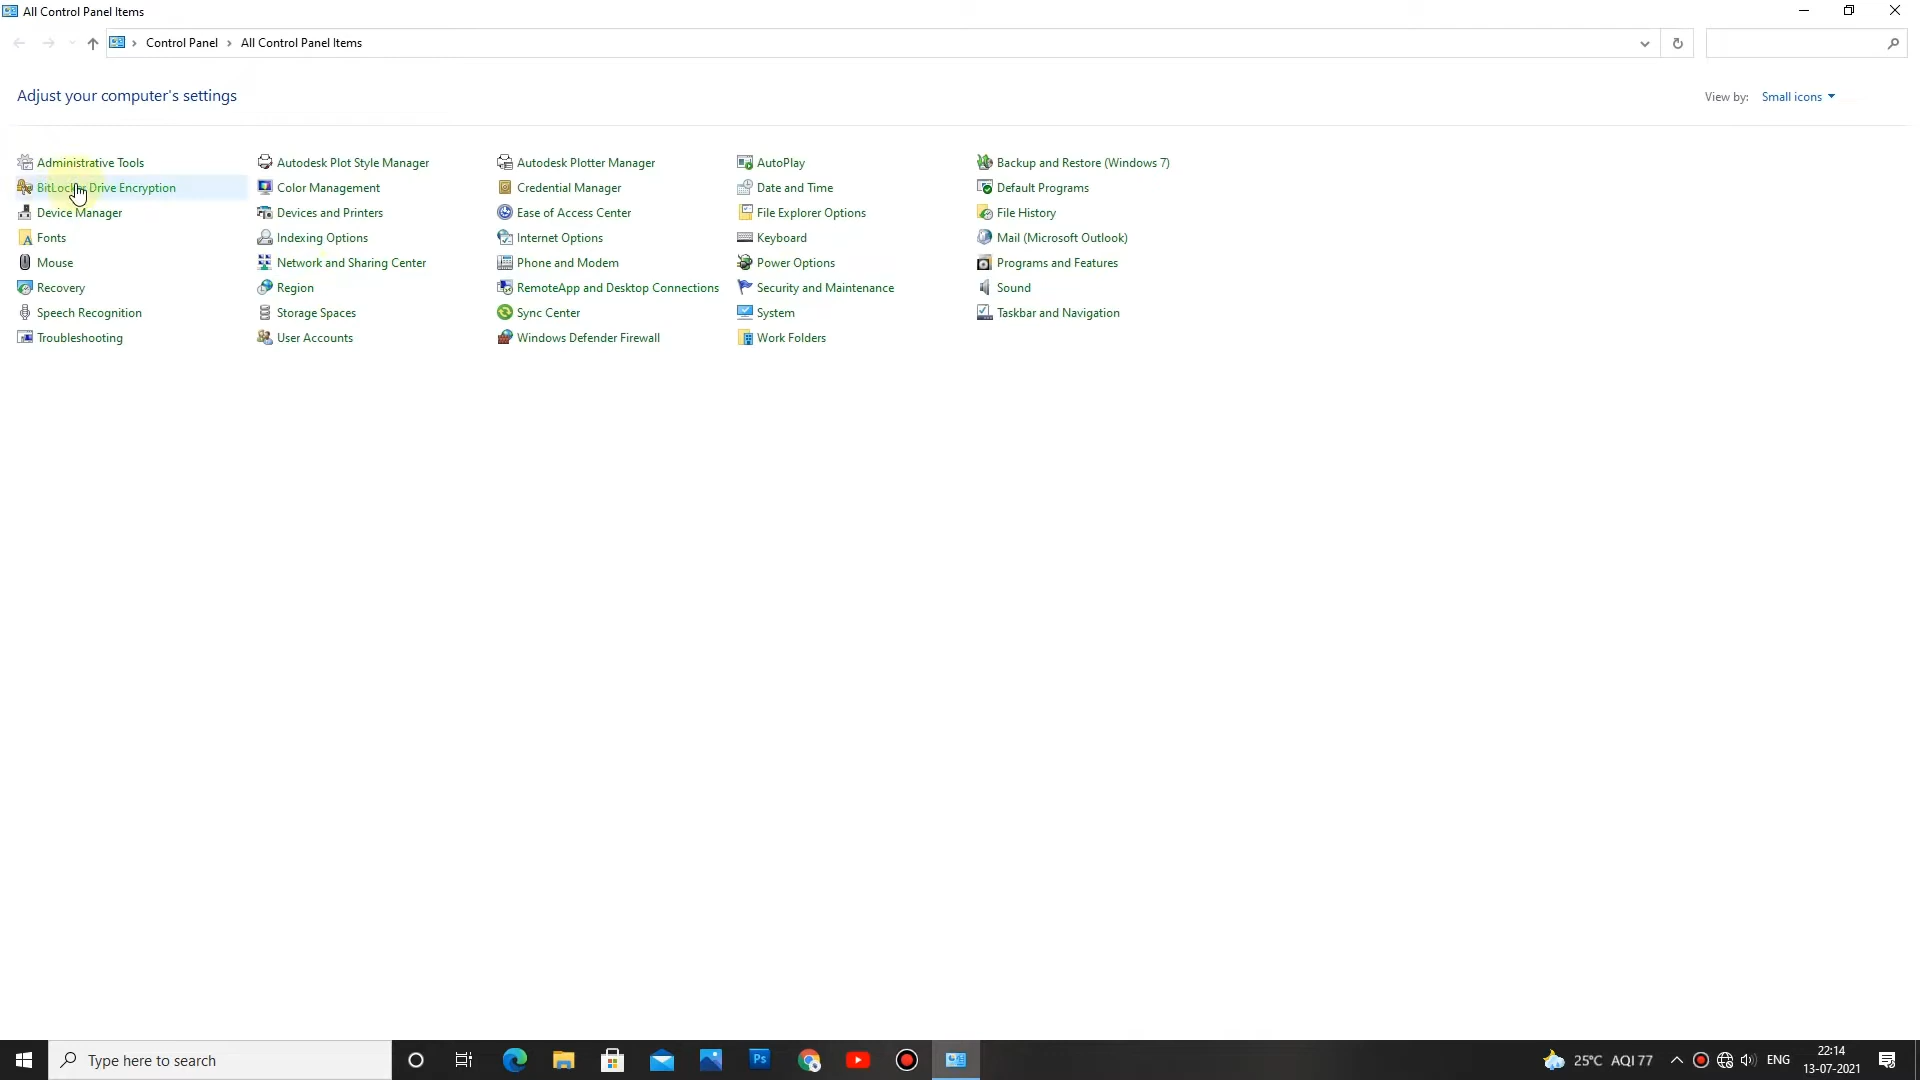 All Control Panel Items
Control Panel > All Control Panel Items
Adjust your computer's settings
View by: Small icons
Administrative Tools
Autodesk Plot Style Manager
Autodesk Plotter Manager
AutoPlay
Backup and Restore (Windows 7)
BitLocker Drive Encryption
Color Management
Credential Manager
Date and Time
Default Programs
Device Manager
Devices and Printers
Ease of Access Center
File Explorer Options
File History
Fonts
Indexing Options
Internet Options
Keyboard
Mail (Microsoft Outlook)
Mouse
Network and Sharing Center
Phone and Modem
Power Options
Programs and Features
Recovery
Region
RemoteApp and Desktop Connections
Security and Maintenance
Sound
Speech Recognition
Storage Spaces
Sync Center
System
Taskbar and Navigation
Troubleshooting
User Accounts
Windows Defender Firewall
Work Folders
Type here to search
Ps
25°C AQI 77
ENG
22:14
13-07-2021